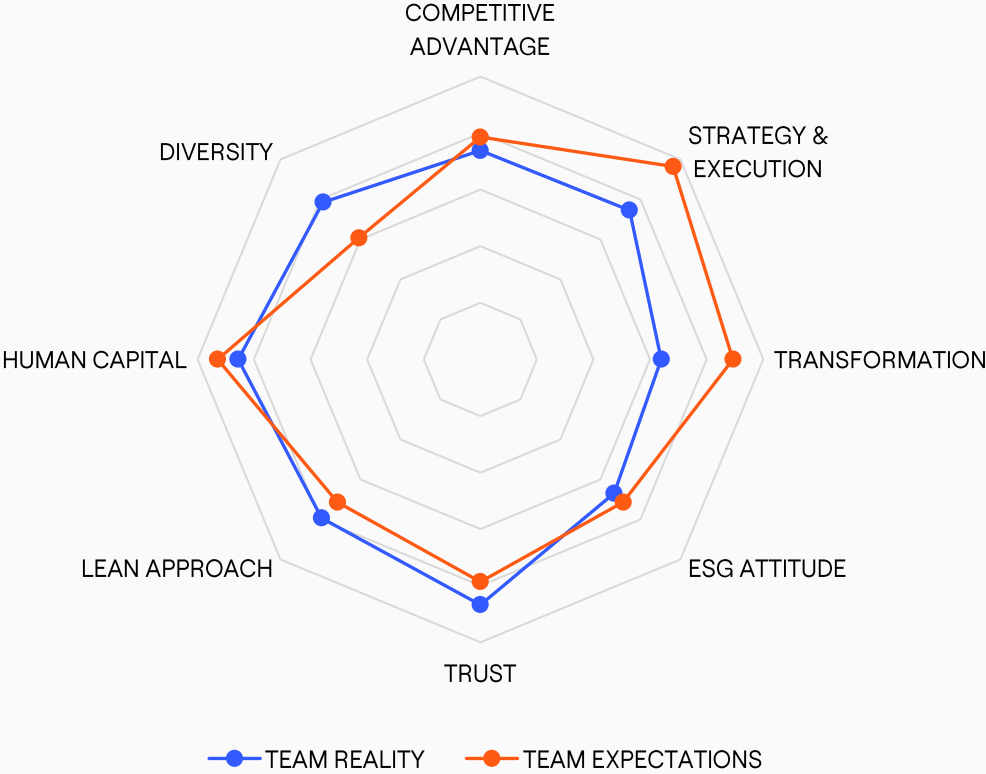 COMPETITIVE
ADVANTAGE
STRATEGY &
EXECUTION
DIVERSITY
HUMAN CAPITAL
TRANSFORMATION
LEAN APPROACH
ESG ATTITUDE
TRUST
TEAM REALITY
TEAM EXPECTATIONS